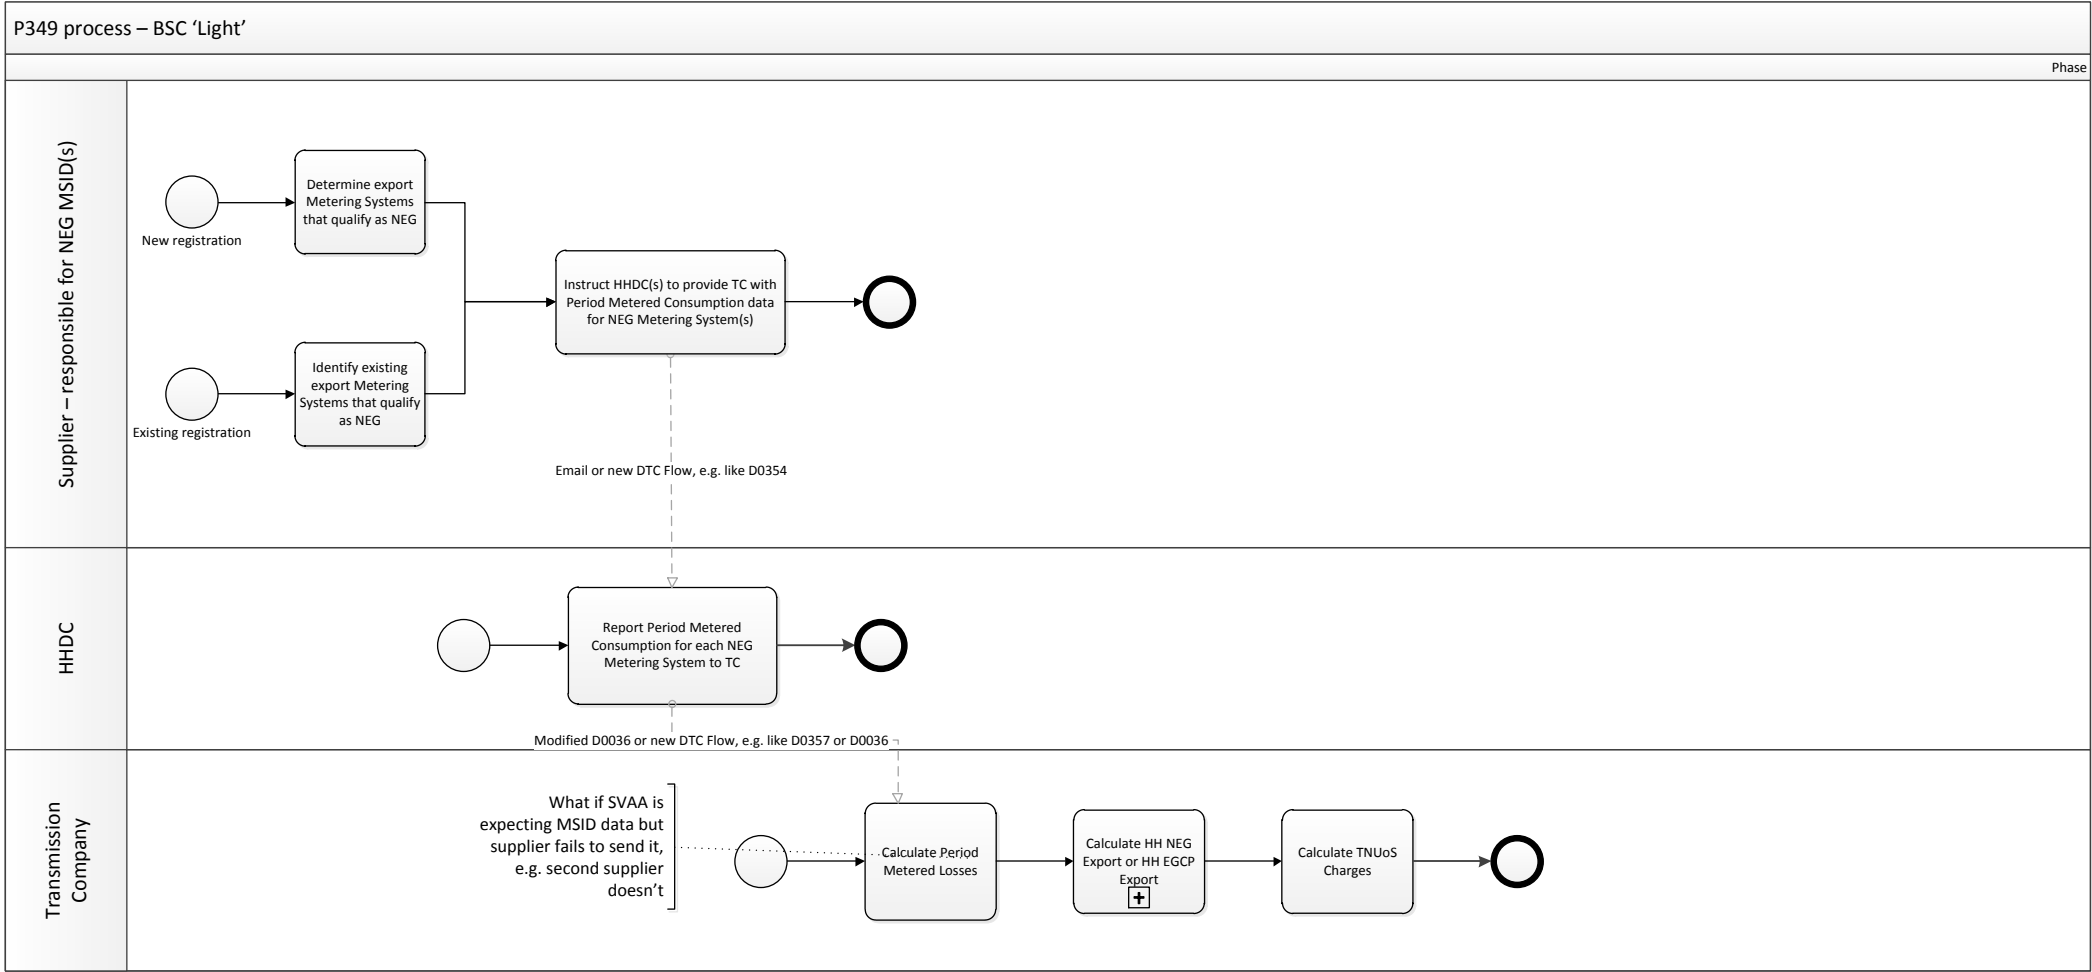 P349 process – BSC ‘Light’
Phase
Supplier – responsible for NEG MSID(s)
Determine export
Metering Systems
that qualify as NEG
New registration
Instruct HHDC(s) to provide TC with
Period Metered Consumption data
for NEG Metering System(s)
Identify existing
export Metering
Systems that qualify
as NEG
Existing registration
Email or new DTC Flow, e.g. like D0354
HHDC
Report Period Metered
Consumption for each NEG
Metering System to TC
Modified D0036 or new DTC Flow, e.g. like D0357 or D0036
Transmission
Company
What if SVAA is
expecting MSID data but
supplier fails to send it,
e.g. second supplier
doesn’t
Calculate Period
Metered Losses
Calculate HH NEG
Export or HH EGCP
Export
Calculate TNUoS
Charges